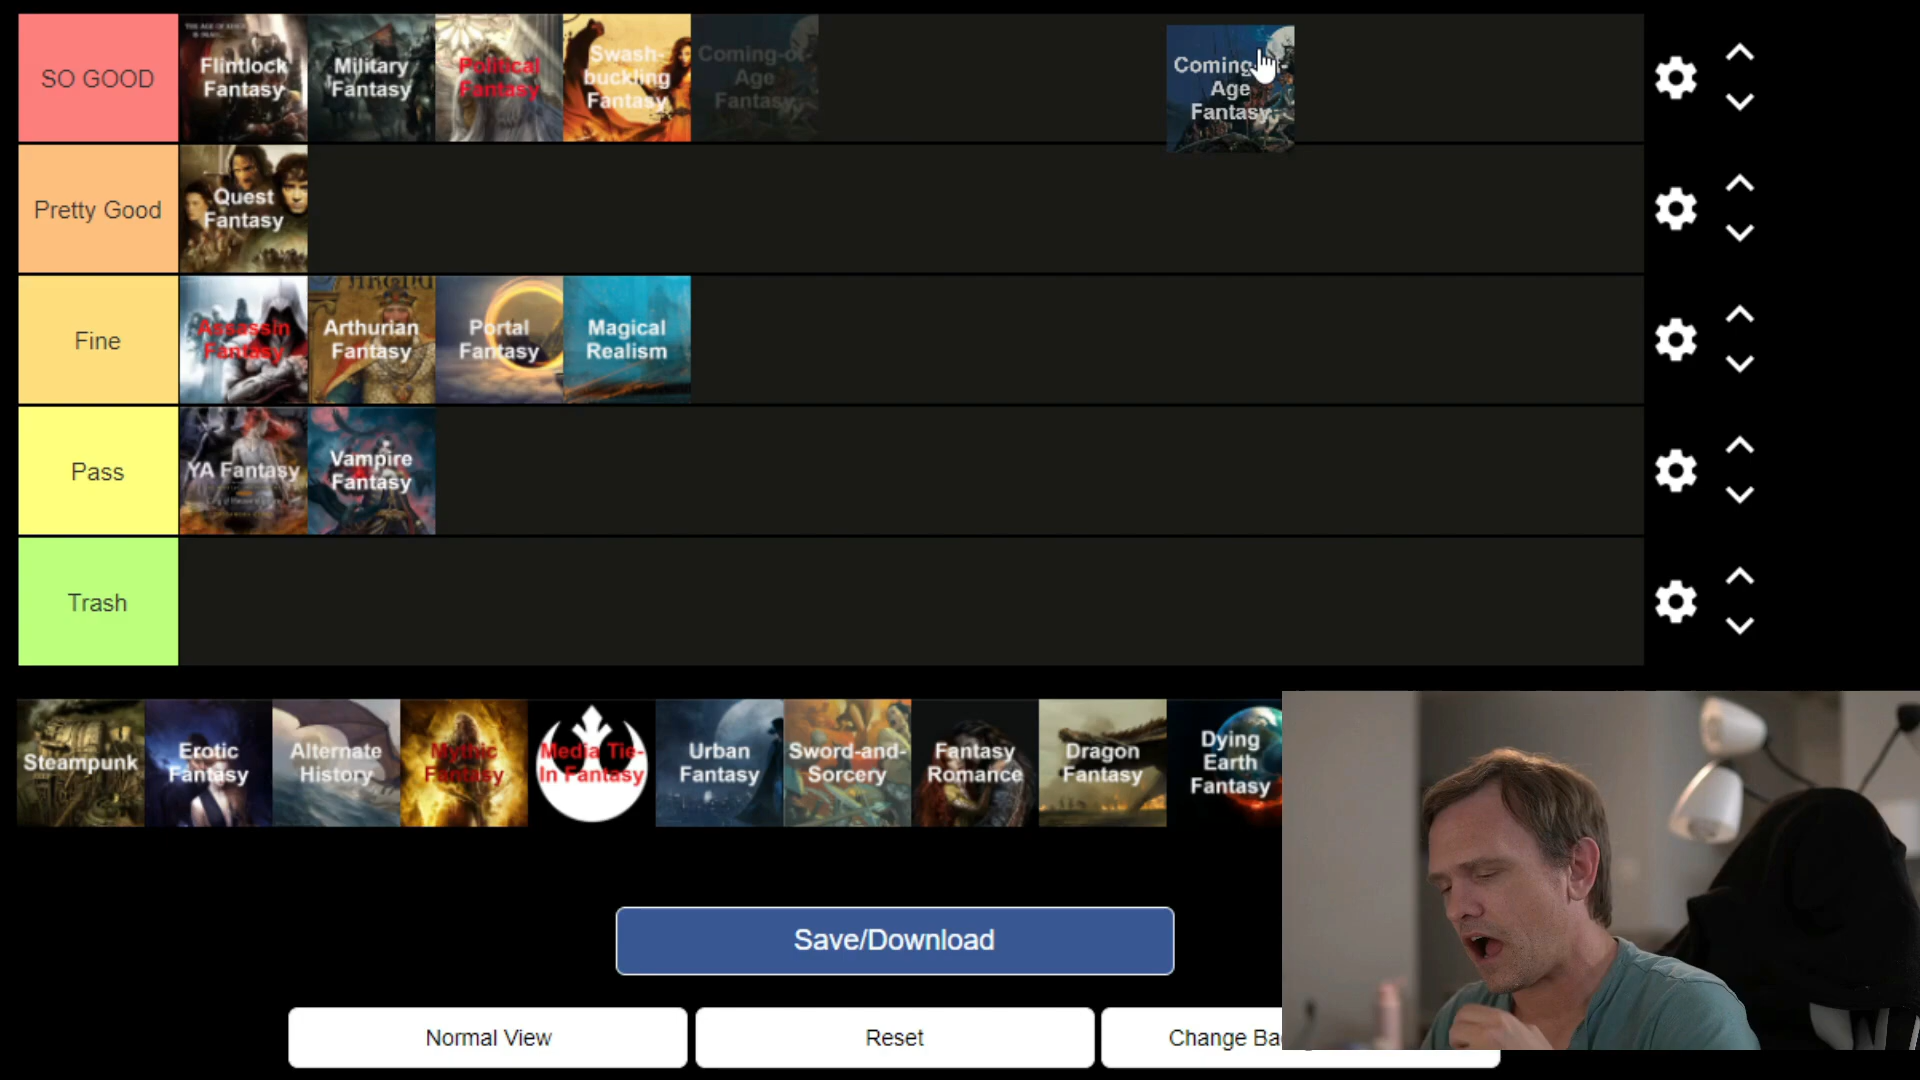 SO GOOD
Flintlock
Fantasy
Military
Fantasy
Political
Fantasy
Swash-
buckling
Fantasy
Coming-of-
Age
Fantasy
Coming-of-
Age
Fantasy
Pretty Good
Quest
Fantasy
Fine
Assassin
Fantasy
Arthurian
Fantasy
Portal
Fantasy
Magical
Realism
Pass
YA Fantasy
Vampire
Fantasy
Trash
Steampunk
Erotic
Fantasy
Alternate
History
Mythic
Fantasy
Media Tie-
In Fantasy
Urban
Fantasy
Sword-and-
Sorcery
Fantasy
Romance
Dragon
Fantasy
Dying
Earth
Fantasy
Save/Download
Normal View
Reset
Change